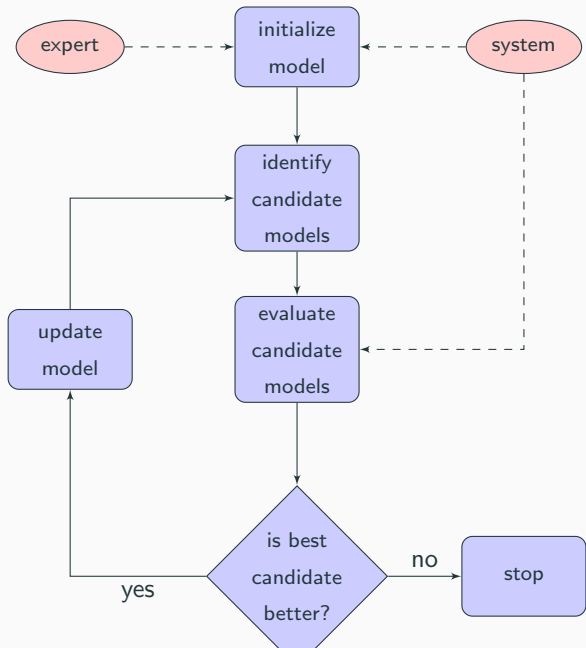 expert
initialize
model
system
identify
candidate
models
evaluate
candidate
models
update
model
is best
candidate
better?
yes
no
stop